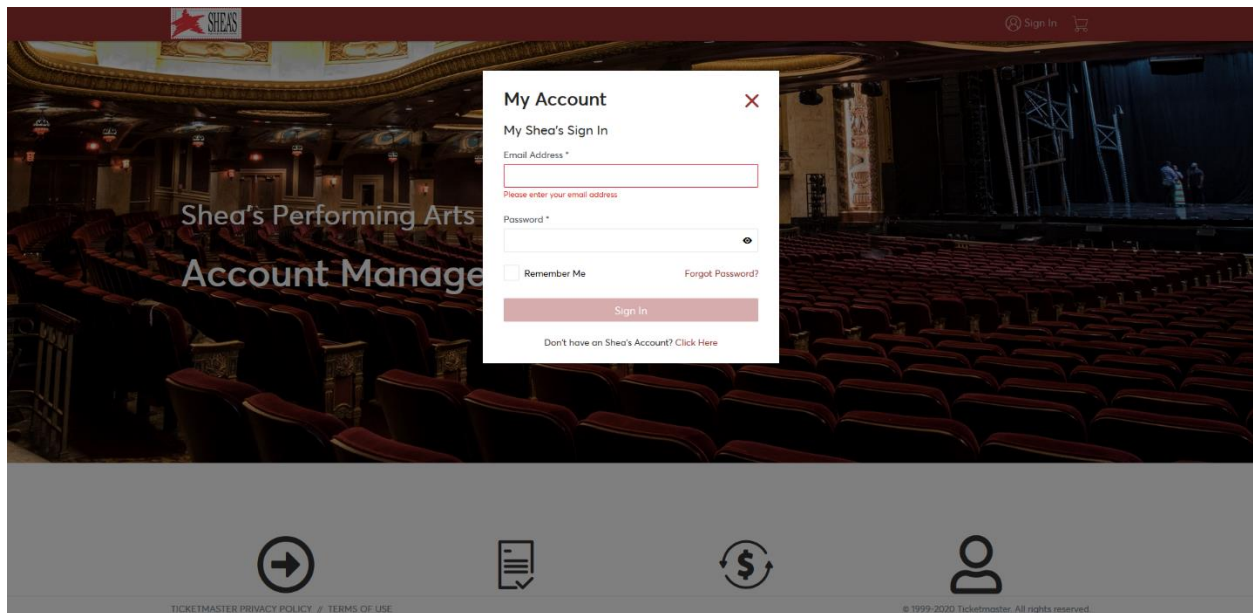 SHEA'S
Sign In
My Account
My Shea's Sign In
Email Address *
Please enter your email address
Password *
Remember Me
Forgot Password?
Sign In
Don't have an Shea's Account? Click Here
Shea's Performing Arts
Account Manage
TICKETMASTER PRIVACY POLICY // TERMS OF USE
© 1999-2020 Ticketmaster. All rights reserved